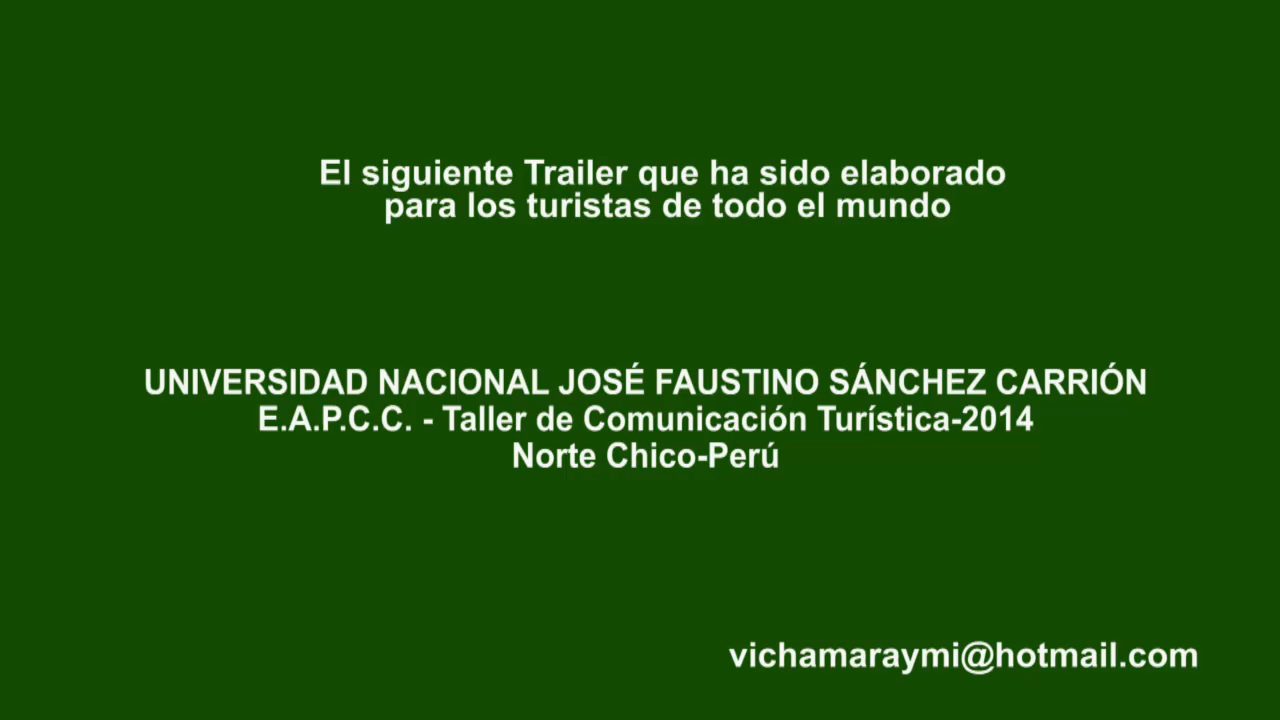 El siguiente Trailer que ha sido elaborado
para los turistas de todo el mundo
UNIVERSIDAD NACIONAL JOSÉ FAUSTINO SÁNCHEZ CARRIÓN
E.A.P.C.C. - Taller de Comunicación Turística-2014
Norte Chico-Perú
vichamaraymi@hotmail.com